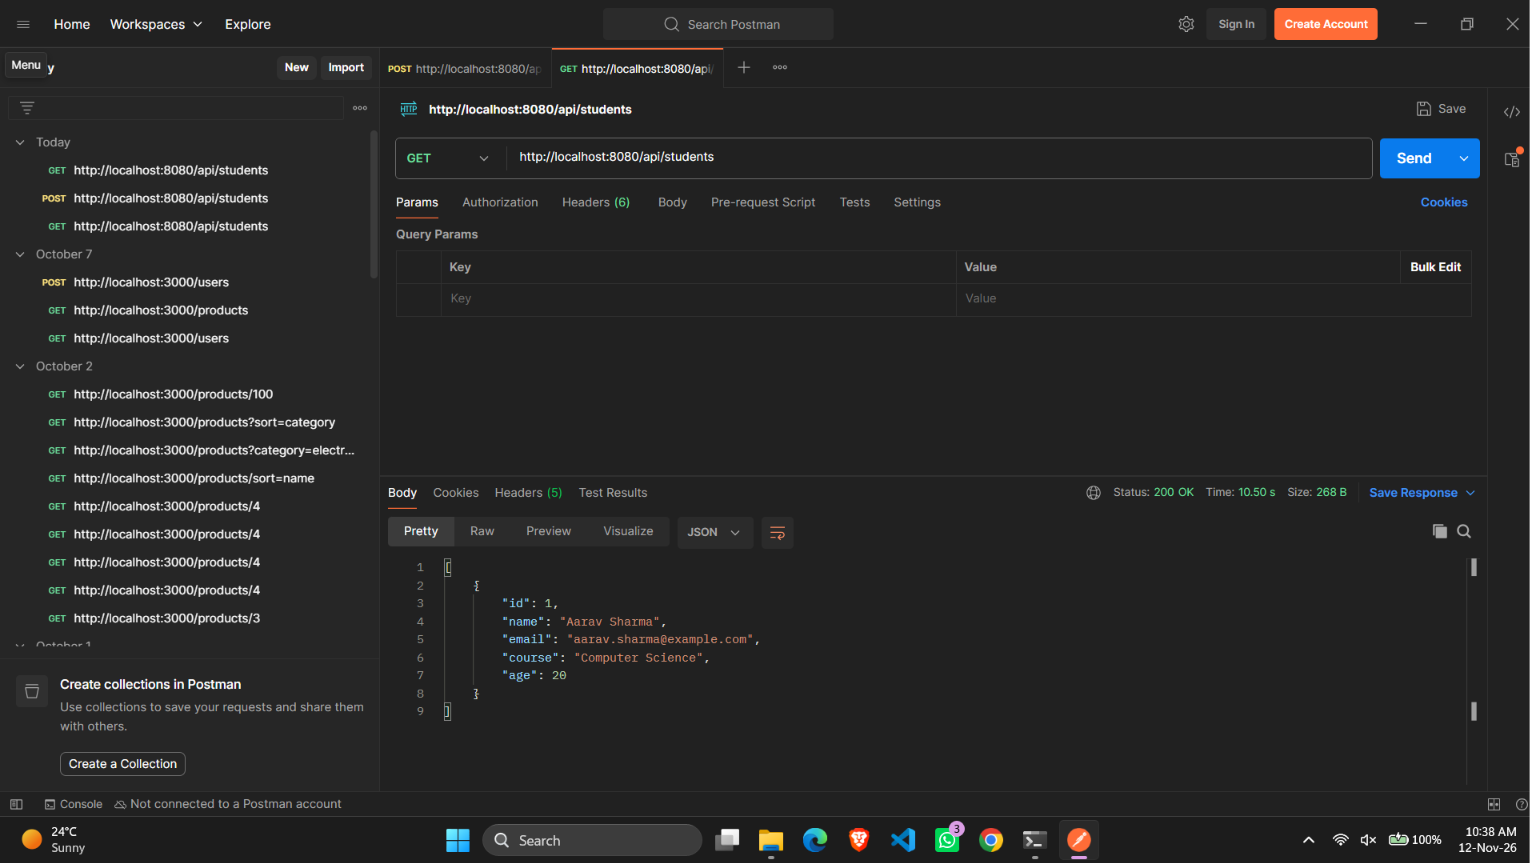 Home Workspaces Explore Search Postman Sign In Create Account
Menu y New Import POST http://localhost:8080/ap GET http://localhost:8080/api/
HTTP http://localhost:8080/api/students Save
Today
GET http://localhost:8080/api/students
POST http://localhost:8080/api/students
GET http://localhost:8080/api/students
October 7
POST http://localhost:3000/users
GET http://localhost:3000/products
GET http://localhost:3000/users
October 2
GET http://localhost:3000/products/100
GET http://localhost:3000/products?sort=category
GET http://localhost:3000/products?category=electr...
GET http://localhost:3000/products/sort=name
GET http://localhost:3000/products/4
GET http://localhost:3000/products/4
GET http://localhost:3000/products/4
GET http://localhost:3000/products/4
GET http://localhost:3000/products/3
October 1
Create collections in Postman
Use collections to save your requests and share them
with others.
Create a Collection
GET http://localhost:8080/api/students Send
Params Authorization Headers (6) Body Pre-request Script Tests Settings Cookies
Query Params
Key Value Bulk Edit
Key Value
Body Cookies Headers (5) Test Results Status: 200 OK Time: 10.50 s Size: 268 B Save Response
Pretty Raw Preview Visualize JSON
1 [
2 {
3 "id": 1,
4 "name": "Aarav Sharma",
5 "email": "aarav.sharma@example.com",
6 "course": "Computer Science",
7 "age": 20
8 }
9 ]
Console Not connected to a Postman account
24°C
Sunny
Search
3
100%
10:38 AM
12-Nov-26